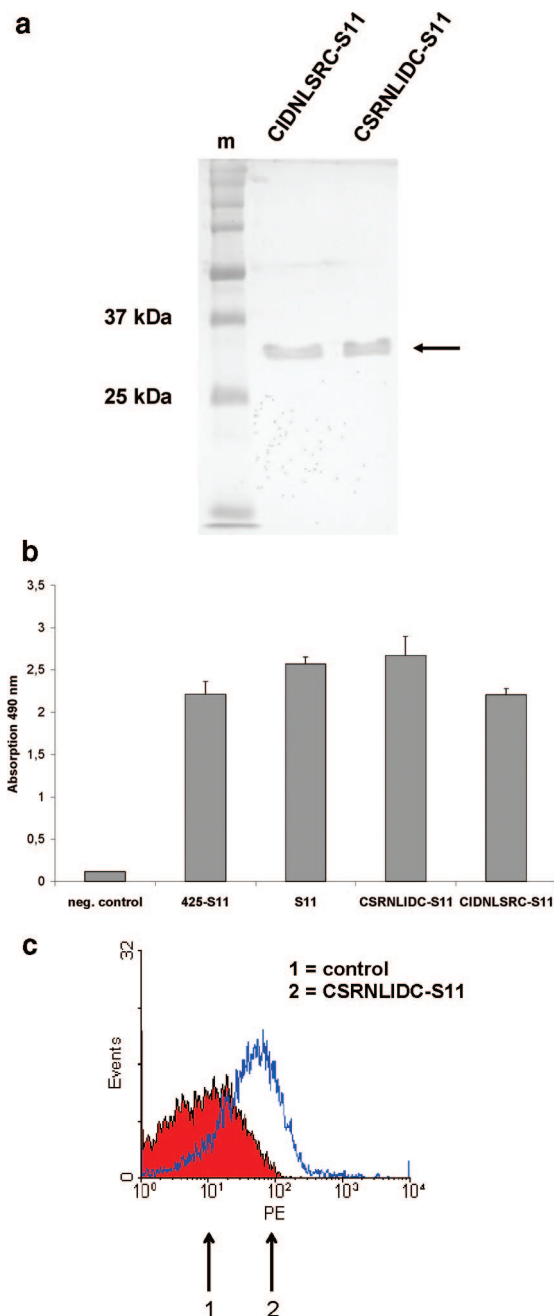 a
CIDNLSRC-S11
CSRNLIDC-S11
m
37 kDa
25 kDa
b
3,5
3
2,5
2
1,5
1
0,5
0
Absorption 490 nm
neg. control
425-S11
S11
CSRNLIDC-S11
CIDNLSRC-S11
c
32
Events
0
1 = control
2 = CSRNLIDC-S11
10⁰
10¹
10²
10³
10⁴
PE
1
2